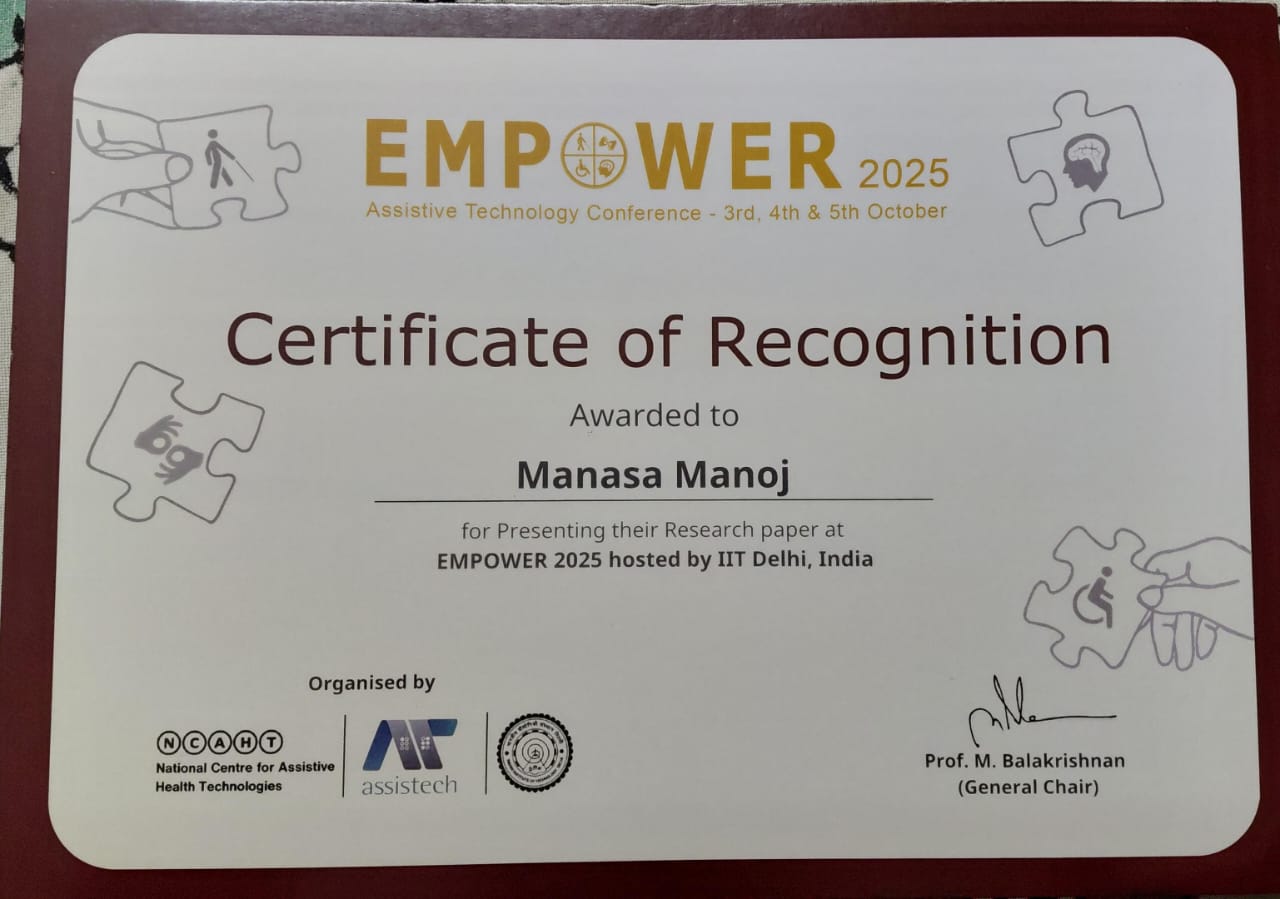 EMPOWER 2025
Assistive Technology Conference - 3rd, 4th & 5th October
Certificate of Recognition
Awarded to
Manasa Manoj
for Presenting their Research paper at
EMPOWER 2025 hosted by IIT Delhi, India
Organised by
NCAHT
National Centre for Assistive
Health Technologies
assistech
Prof. M. Balakrishnan
(General Chair)